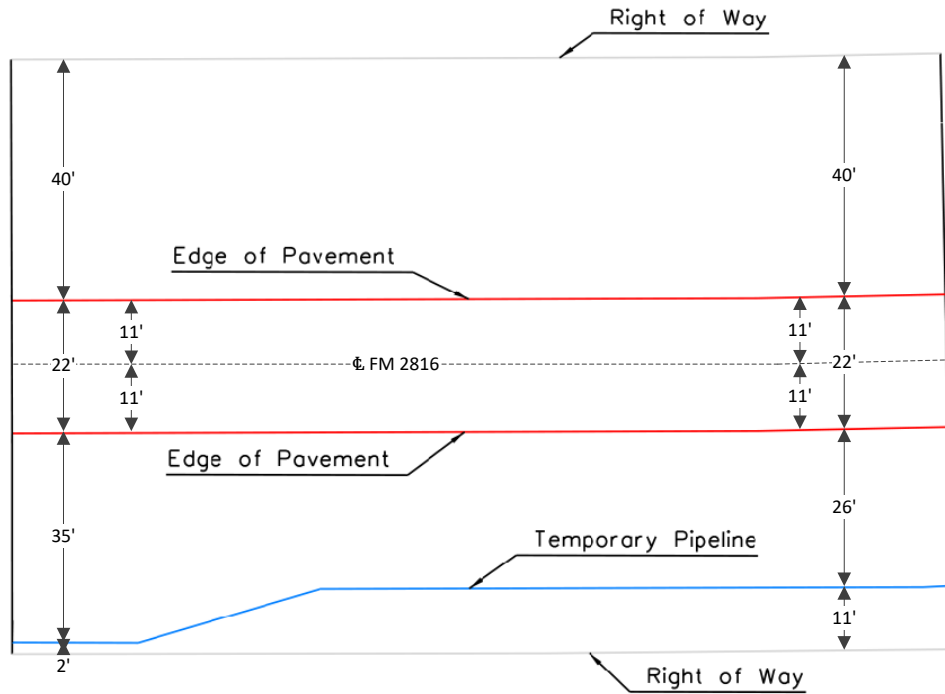 Right of Way
40'
40'
Edge of Pavement
11'
11'
22'
℄ FM 2816
22'
11'
11'
Edge of Pavement
35'
26'
Temporary Pipeline
11'
2'
Right of Way